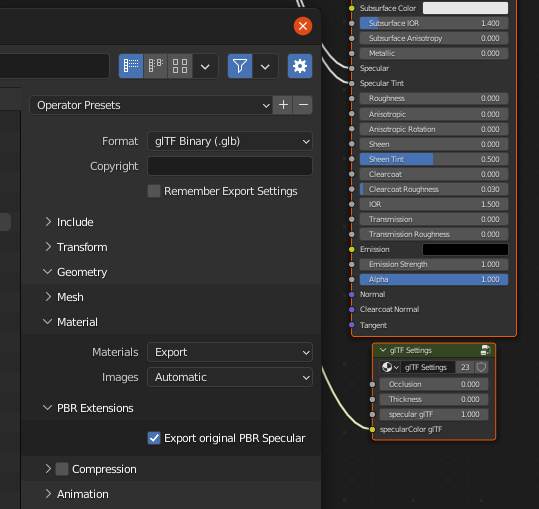 Operator Presets
Format
glTF Binary (.glb)
Copyright
Remember Export Settings
Include
Transform
Geometry
Mesh
Material
Materials
Export
Images
Automatic
PBR Extensions
Export original PBR Specular
Compression
Animation
Subsurface Color
Subsurface IOR 1.400
Subsurface Anisotropy 0.000
Metallic 0.000
Specular
Specular Tint
Roughness 0.000
Anisotropic 0.000
Anisotropic Rotation 0.000
Sheen 0.000
Sheen Tint 0.500
Clearcoat 0.000
Clearcoat Roughness 0.030
IOR 1.500
Transmission 0.000
Transmission Roughness 0.000
Emission
Emission Strength 1.000
Alpha 1.000
Normal
Clearcoat Normal
Tangent
glTF Settings
glTF Settings 23
Occlusion 0.000
Thickness 0.000
specular glTF 1.000
specularColor glTF